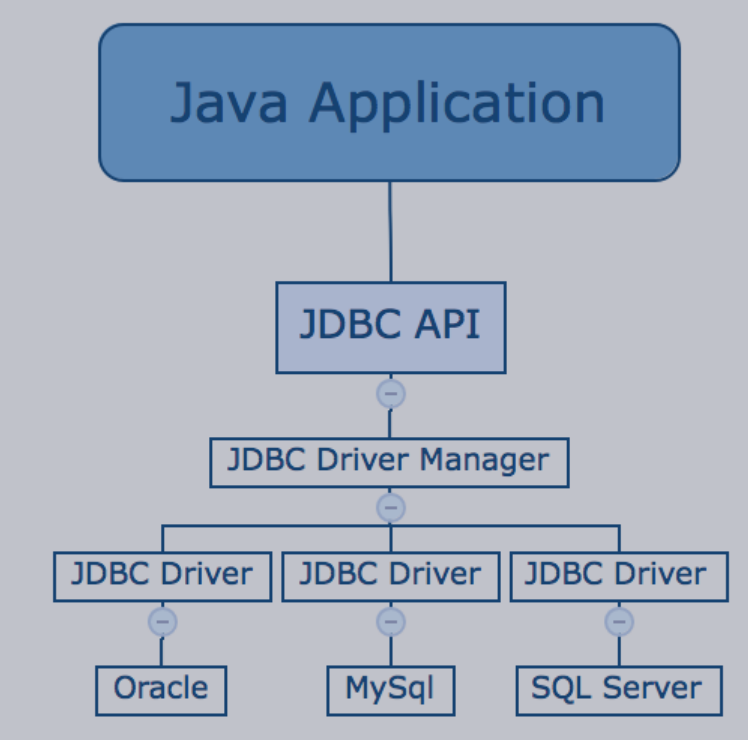 Java Application
JDBC API
JDBC Driver Manager
JDBC Driver
JDBC Driver
JDBC Driver
Oracle
MySql
SQL Server